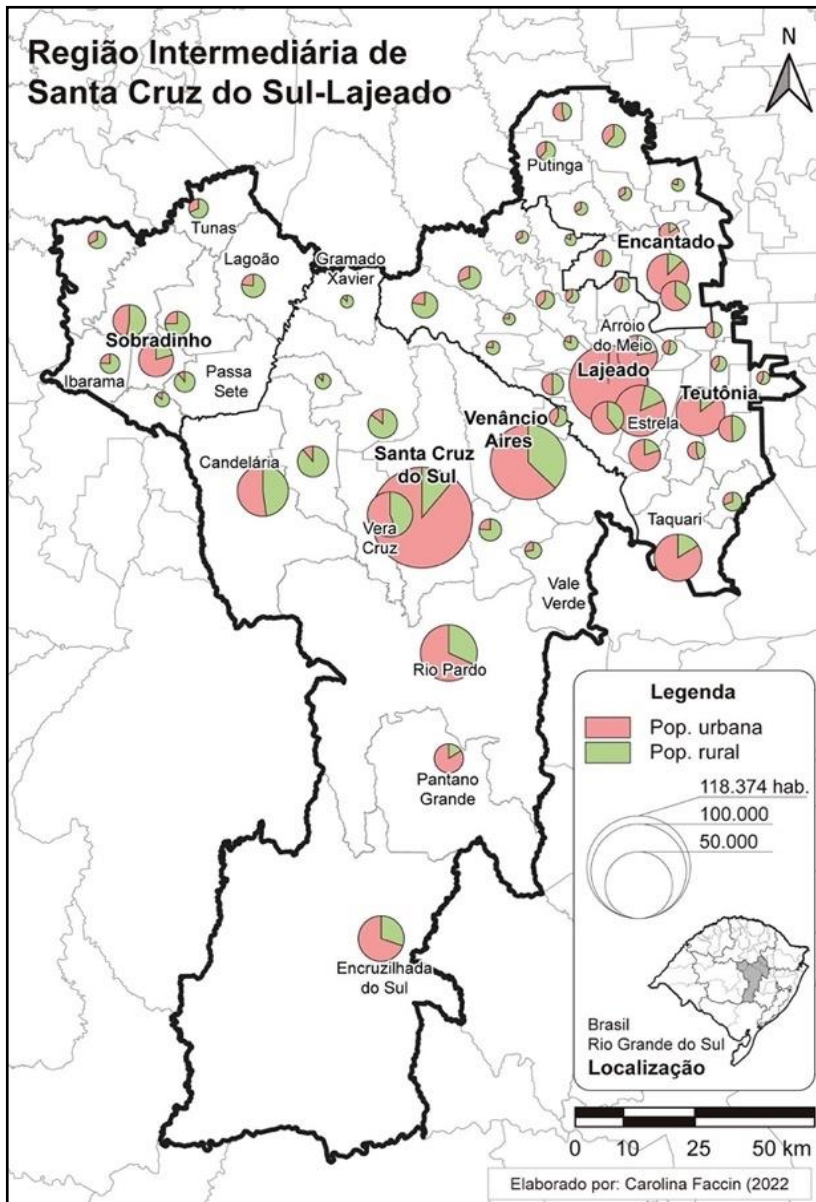 Região Intermediária de
Santa Cruz do Sul-Lajeado
N
Putinga
Tunas
Lagoão
Gramado
Xavier
Encantado
Sobradinho
Arroio
do Meio
Ibarama
Passa
Sete
Lajeado
Teutônia
Estrela
Venâncio
Aires
Candelária
Santa Cruz
do Sul
Vera
Cruz
Taquari
Vale
Verde
Rio Pardo
Pantano
Grande
Encruzilhada
do Sul
Legenda
Pop. urbana
Pop. rural
118.374 hab.
100.000
50.000
Brasil
Rio Grande do Sul
Localização
0 10 25 50 km
Elaborado por: Carolina Faccin (2022